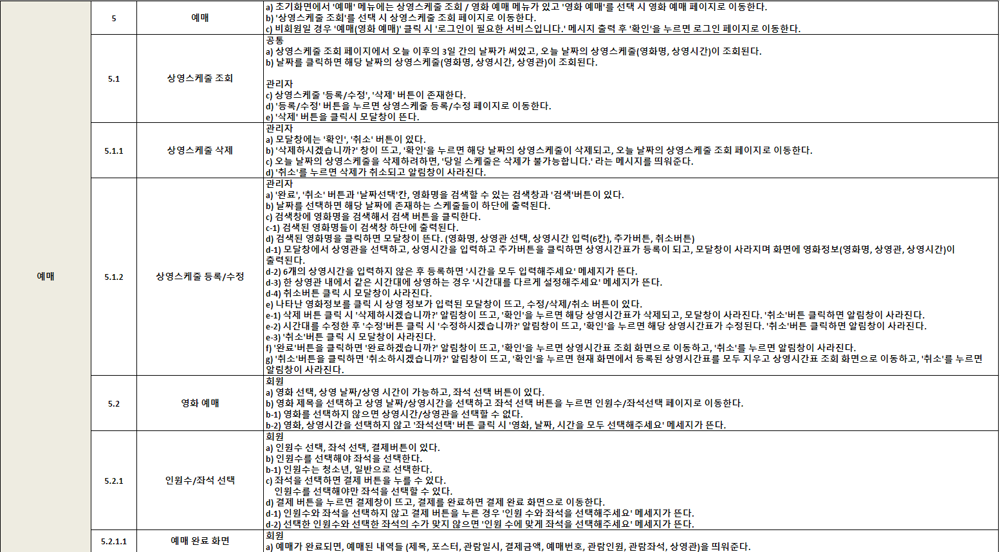 예매
5
예매
a) 초기화면에서 '예매' 메뉴에는 상영스케줄 조회 / 영화 예매 메뉴가 있고 '영화 예매'를 선택 시 영화 예매 페이지로 이동한다.
b) '상영스케줄 조회'를 선택 시 상영스케줄 조회 페이지로 이동한다.
c) 비회원일 경우 '예매(영화 예매)' 클릭 시 '로그인이 필요한 서비스입니다.' 메시지 출력 후 '확인'을 누르면 로그인 페이지로 이동한다.
5.1
상영스케줄 조회
공통
a) 상영스케줄 조회 페이지에서 오늘 이후의 3일 간의 날짜가 써있고, 오늘 날짜의 상영스케줄(영화명, 상영시간)이 조회된다.
b) 날짜를 클릭하면 해당 날짜의 상영스케줄(영화명, 상영시간, 상영관)이 조회된다.
관리자
c) 상영스케줄 '등록/수정', '삭제' 버튼이 존재한다.
d) '등록/수정' 버튼을 누르면 상영스케줄 등록/수정 페이지로 이동한다.
e) '삭제' 버튼을 클릭시 모달창이 뜬다.
5.1.1
상영스케줄 삭제
관리자
a) 모달창에는 '확인', '취소' 버튼이 있다.
b) '삭제하시겠습니까?' 창이 뜨고, '확인'을 누르면 해당 날짜의 상영스케줄이 삭제되고, 오늘 날짜의 상영스케줄 조회 페이지로 이동한다.
c) 오늘 날짜의 상영스케줄을 삭제하려하면, '당일 스케줄은 삭제가 불가능합니다.' 라는 메시지를 띄워준다.
d) '취소'를 누르면 삭제가 취소되고 알림창이 사라진다.
5.1.2
상영스케줄 등록/수정
관리자
a) '완료', '취소' 버튼과 '날짜선택'칸, 영화명을 검색할 수 있는 검색창과 '검색'버튼이 있다.
b) 날짜를 선택하면 해당 날짜에 존재하는 스케줄들이 하단에 출력된다.
c) 검색창에 영화명을 검색해서 검색 버튼을 클릭한다.
c-1) 검색된 영화명들이 검색창 하단에 출력된다.
d) 검색된 영화명을 클릭하면 모달창이 뜬다. (영화명, 상영관 선택, 상영시간 입력(6칸), 추가버튼, 취소버튼)
d-1) 모달창에서 상영관을 선택하고, 상영시간을 입력하고 추가버튼을 클릭하면 상영시간표가 등록이 되고, 모달창이 사라지며 화면에 영화정보(영화명, 상영관, 상영시간)이
출력된다.
d-2) 6개의 상영시간을 입력하지 않은 후 등록하면 '시간을 모두 입력해주세요' 메세지가 뜬다.
d-3) 한 상영관 내에서 같은 시간대에 상영하는 경우 '시간대를 다르게 설정해주세요' 메세지가 뜬다.
d-4) 취소버튼 클릭 시 모달창이 사라진다.
e) 나타난 영화정보를 클릭 시 상영 정보가 입력된 모달창이 뜨고, 수정/삭제/취소 버튼이 있다.
e-1) 삭제 버튼 클릭 시 '삭제하시겠습니까?' 알림창이 뜨고, '확인'을 누르면 해당 상영시간표가 삭제되고, 모달창이 사라진다. '취소'버튼 클릭하면 알림창이 사라진다.
e-2) 시간대를 수정한 후 '수정'버튼 클릭 시 '수정하시겠습니까?' 알림창이 뜨고, '확인'을 누르면 해당 상영시간표가 수정된다. '취소'버튼 클릭하면 알림창이 사라진다.
e-3) '취소'버튼 클릭 시 모달창이 사라진다.
f) '완료'버튼을 클릭하면 '완료하겠습니까?' 알림창이 뜨고, '확인'을 누르면 상영시간표 조회 화면으로 이동하고, '취소'를 누르면 알림창이 사라진다.
g) '취소'버튼을 클릭하면 '취소하시겠습니까?' 알림창이 뜨고, '확인'을 누르면 현재 화면에서 등록된 상영시간표를 모두 지우고 상영시간표 조회 화면으로 이동하고, '취소'를 누르면
알림창이 사라진다.
5.2
영화 예매
회원
a) 영화 선택, 상영 날짜/상영 시간이 가능하고, 좌석 선택 버튼이 있다.
b) 영화 제목을 선택하고 상영 날짜/상영시간을 선택하고 좌석 선택 버튼을 누르면 인원수/좌석선택 페이지로 이동한다.
b-1) 영화를 선택하지 않으면 상영시간/상영관을 선택할 수 없다.
b-2) 영화, 상영시간을 선택하지 않고 '좌석선택' 버튼 클릭 시 '영화, 날짜, 시간을 모두 선택해주세요' 메세지가 뜬다.
5.2.1
인원수/좌석 선택
회원
a) 인원수 선택, 좌석 선택, 결제버튼이 있다.
b) 인원수를 선택해야 좌석을 선택한다.
b-1) 인원수는 청소년, 일반으로 선택한다.
c) 좌석을 선택하면 결제 버튼을 누를 수 있다.
인원수를 선택해야만 좌석을 선택할 수 있다.
d) 결제 버튼을 누르면 결제창이 뜨고, 결제를 완료하면 결제 완료 화면으로 이동한다.
d-1) 인원수와 좌석을 선택하지 않고 결제 버튼을 누른 경우 '인원 수와 좌석을 선택해주세요' 메세지가 뜬다.
d-2) 선택한 인원수와 선택한 좌석의 수가 맞지 않으면 '인원 수에 맞게 좌석을 선택해주세요' 메세지가 뜬다.
5.2.1.1
예매 완료 화면
회원
a) 예매가 완료되면, 예매된 내역들 (제목, 포스터, 관람일시, 결제금액, 예매번호, 관람인원, 관람좌석, 상영관)을 띄워준다.